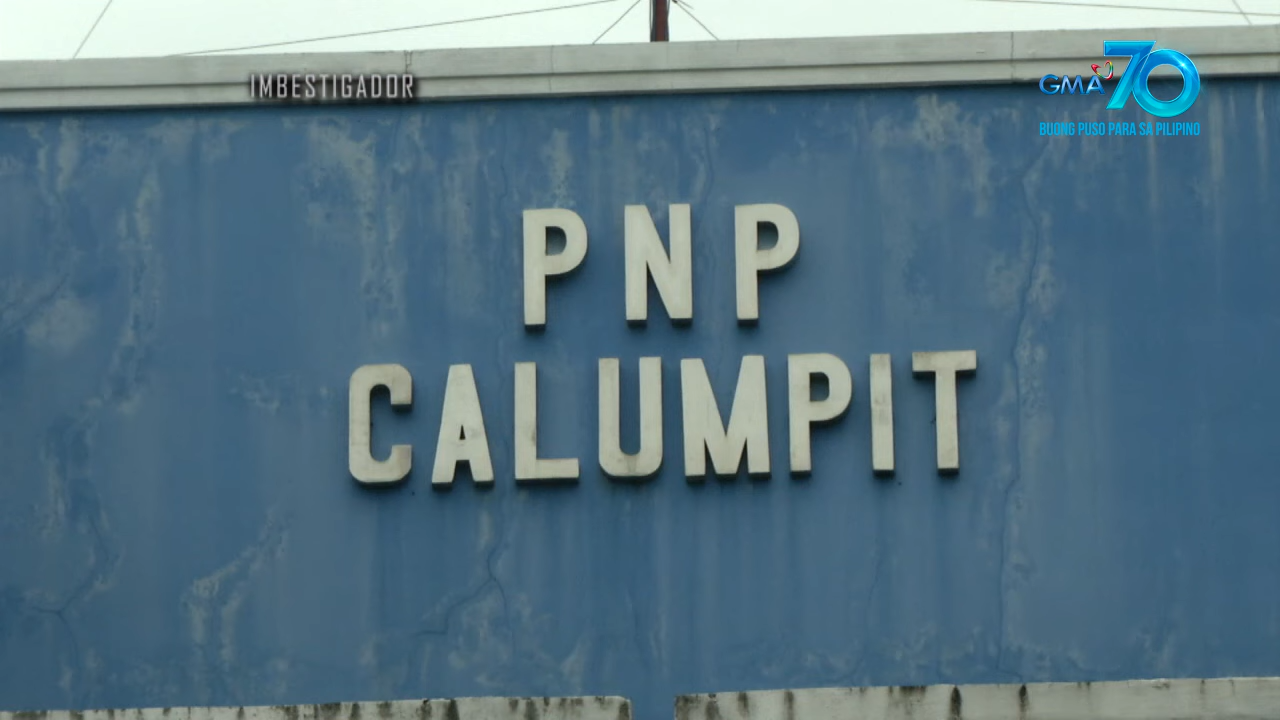 IMBESTIGADOR
GMA 70
BUONG PUSO PARA SA PILIPINO
PNP
CALUMPIT